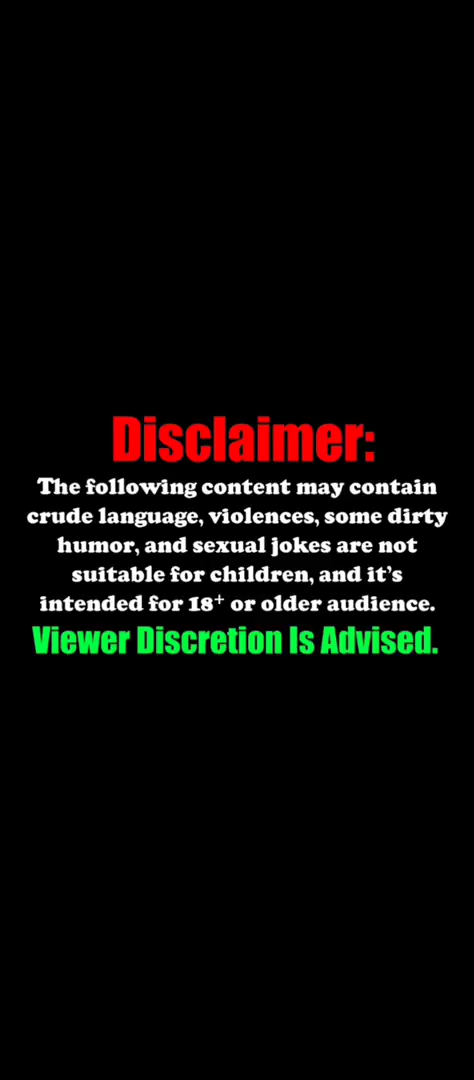 Disclaimer:
The following content may contain
crude language, violences, some dirty
humor, and sexual jokes are not
suitable for children, and it's
intended for 18+ or older audience.
Viewer Discretion Is Advised.